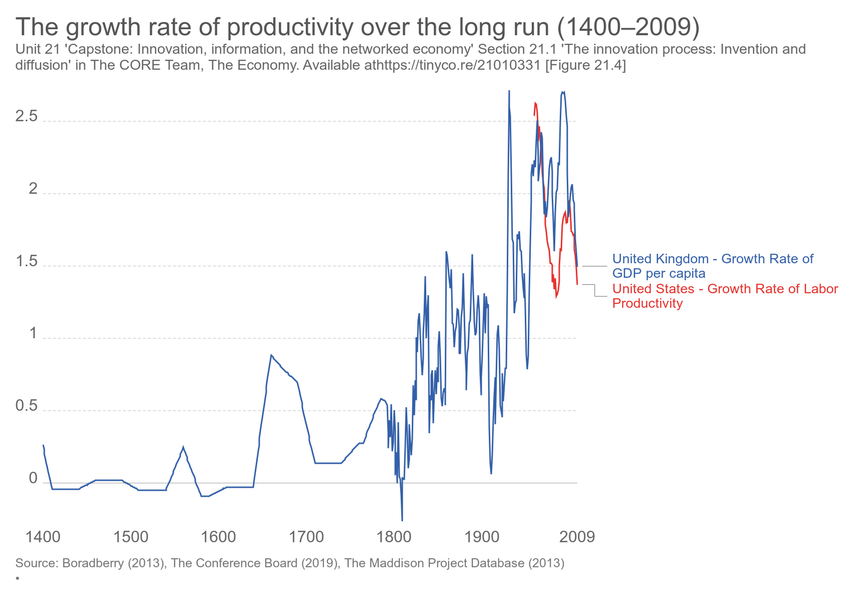 The growth rate of productivity over the long run (1400–2009)
Unit 21 'Capstone: Innovation, information, and the networked economy' Section 21.1 'The innovation process: Invention and
diffusion' in The CORE Team, The Economy. Available athttps://tinyco.re/21010331 [Figure 21.4]
2.5
2
1.5
1
0.5
0
United Kingdom - Growth Rate of
GDP per capita
United States - Growth Rate of Labor
Productivity
1400 1500 1600 1700 1800 1900 2009
Source: Boradberry (2013), The Conference Board (2019), The Maddison Project Database (2013)
•